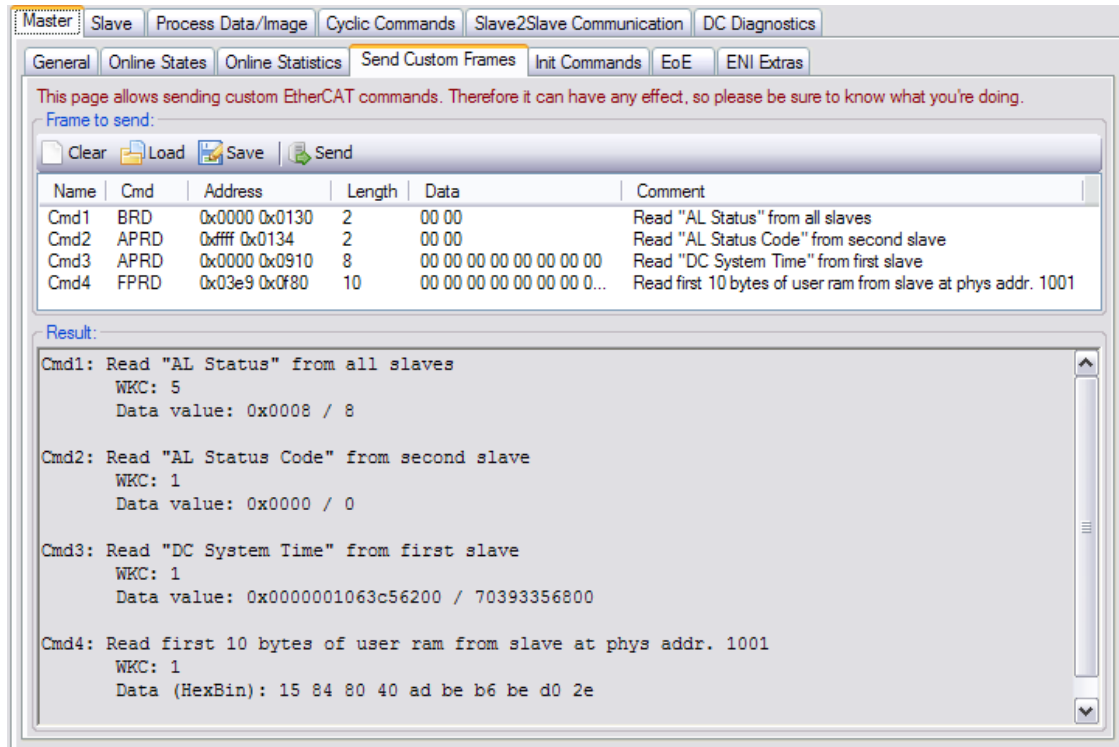 Master Slave Process Data/Image Cyclic Commands Slave2Slave Communication DC Diagnostics
General Online States Online Statistics Send Custom Frames Init Commands EoE ENI Extras
This page allows sending custom EtherCAT commands. Therefore it can have any effect, so please be sure to know what you're doing.
Frame to send:
Clear Load Save Send
Name Cmd Address Length Data Comment
Cmd1 BRD 0x0000 0x0130 2 00 00 Read "AL Status" from all slaves
Cmd2 APRD 0xffff 0x0134 2 00 00 Read "AL Status Code" from second slave
Cmd3 APRD 0x0000 0x0910 8 00 00 00 00 00 00 00 00 Read "DC System Time" from first slave
Cmd4 FPRD 0x03e9 0x0f80 10 00 00 00 00 00 00 0... Read first 10 bytes of user ram from slave at phys addr. 1001
Result:
Cmd1: Read "AL Status" from all slaves
WKC: 5
Data value: 0x0008 / 8
Cmd2: Read "AL Status Code" from second slave
WKC: 1
Data value: 0x0000 / 0
Cmd3: Read "DC System Time" from first slave
WKC: 1
Data value: 0x0000001063c56200 / 70393356800
Cmd4: Read first 10 bytes of user ram from slave at phys addr. 1001
WKC: 1
Data (HexBin): 15 84 80 40 ad be b6 be d0 2e